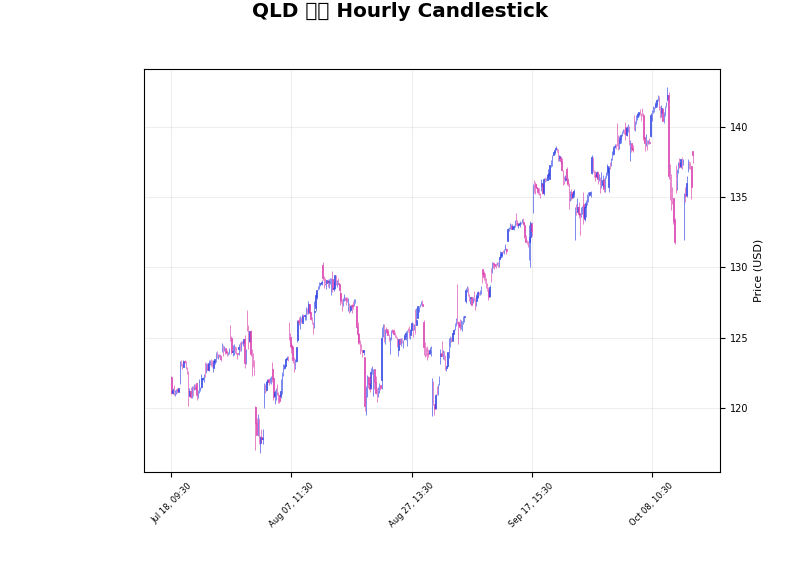 QLD Hourly Candlestick
140
135
130
125
120
Price (USD)
Jul 18, 09:30
Aug 07, 11:30
Aug 27, 13:30
Sep 17, 15:30
Oct 08, 10:30